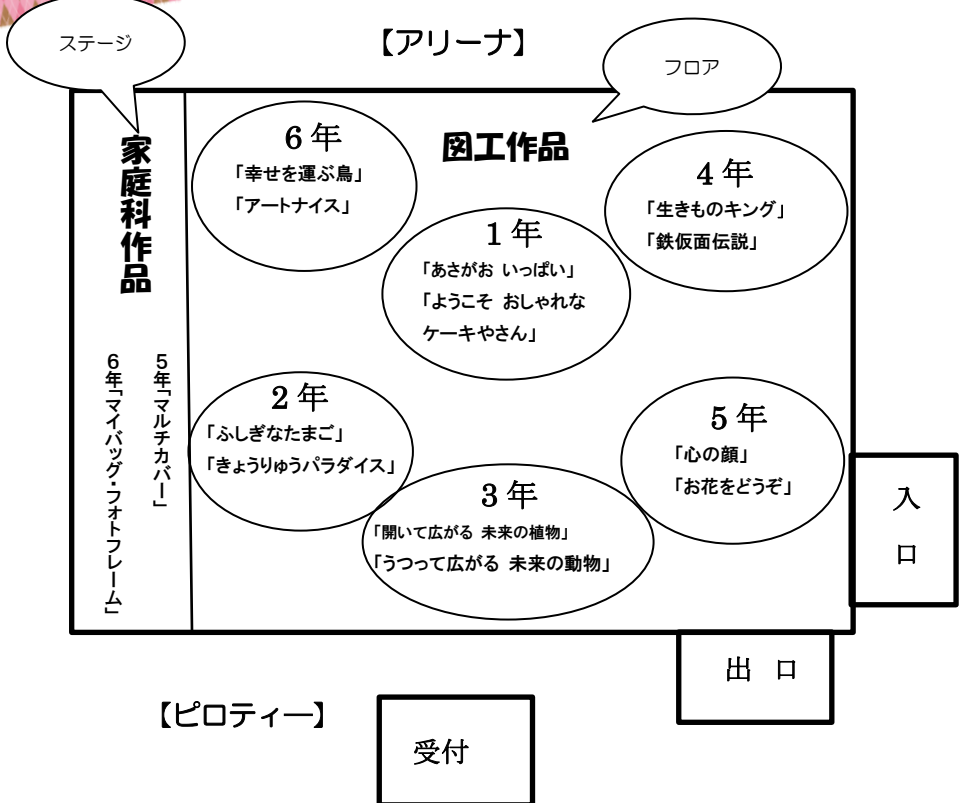 ステージ
【アリーナ】
フロア
家庭科作品
図工作品
6年
「幸せを運ぶ鳥」
「アートナイス」
4年
「生きものキング」
「鉄仮面伝説」
1年
「あさがお いっぱい」
「ようこそ おしゃれな
ケーキやさん」
5年「マルチカバー」
6年「マイバッグ・フォトフレーム」
2年
「ふしぎなたまご」
「きょうりゅうパラダイス」
3年
「開いて広がる 未来の植物」
「うつって広がる 未来の動物」
5年
「心の顔」
「お花をどうぞ」
入
口
出 口
【ピロティー】
受付